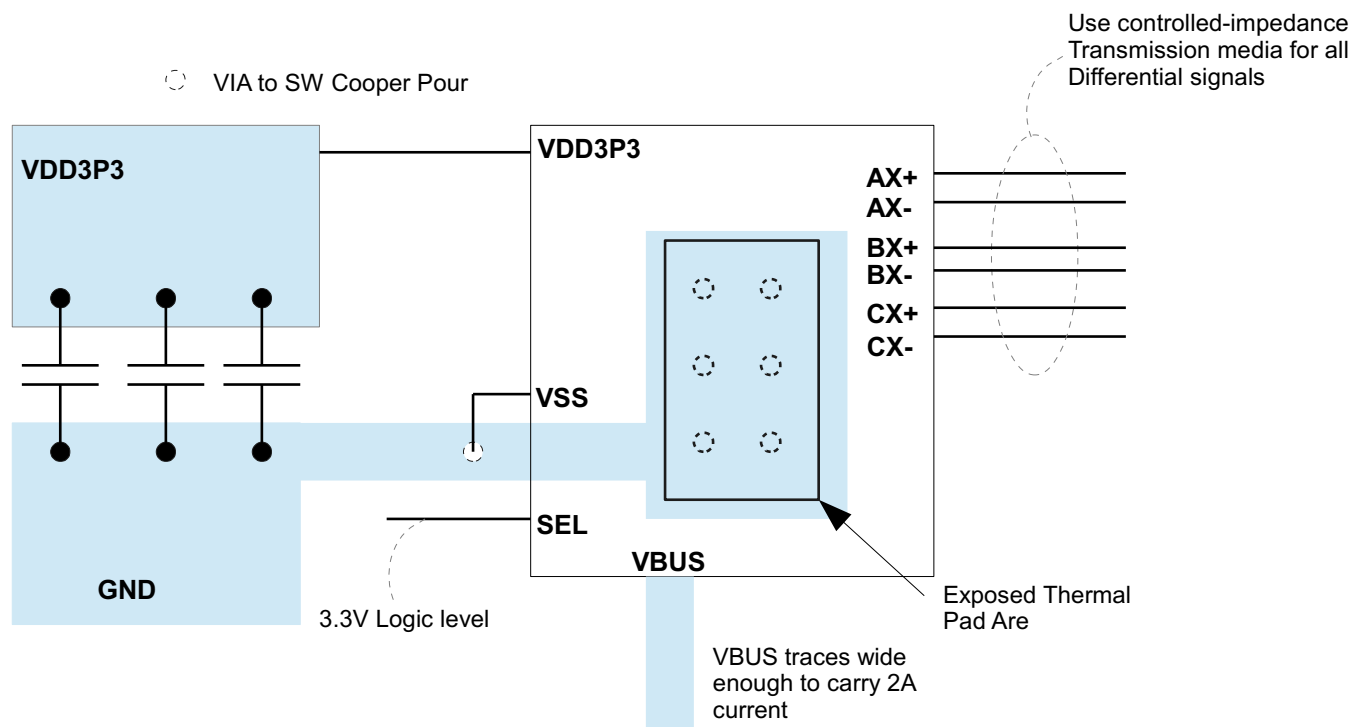 Use controlled-impedance
Transmission media for all
Differential signals
VIA to SW Cooper Pour
VDD3P3
VDD3P3
AX+
AX-
BX+
BX-
CX+
CX-
VSS
SEL
VBUS
GND
3.3V Logic level
Exposed Thermal
Pad Are
VBUS traces wide
enough to carry 2A
current